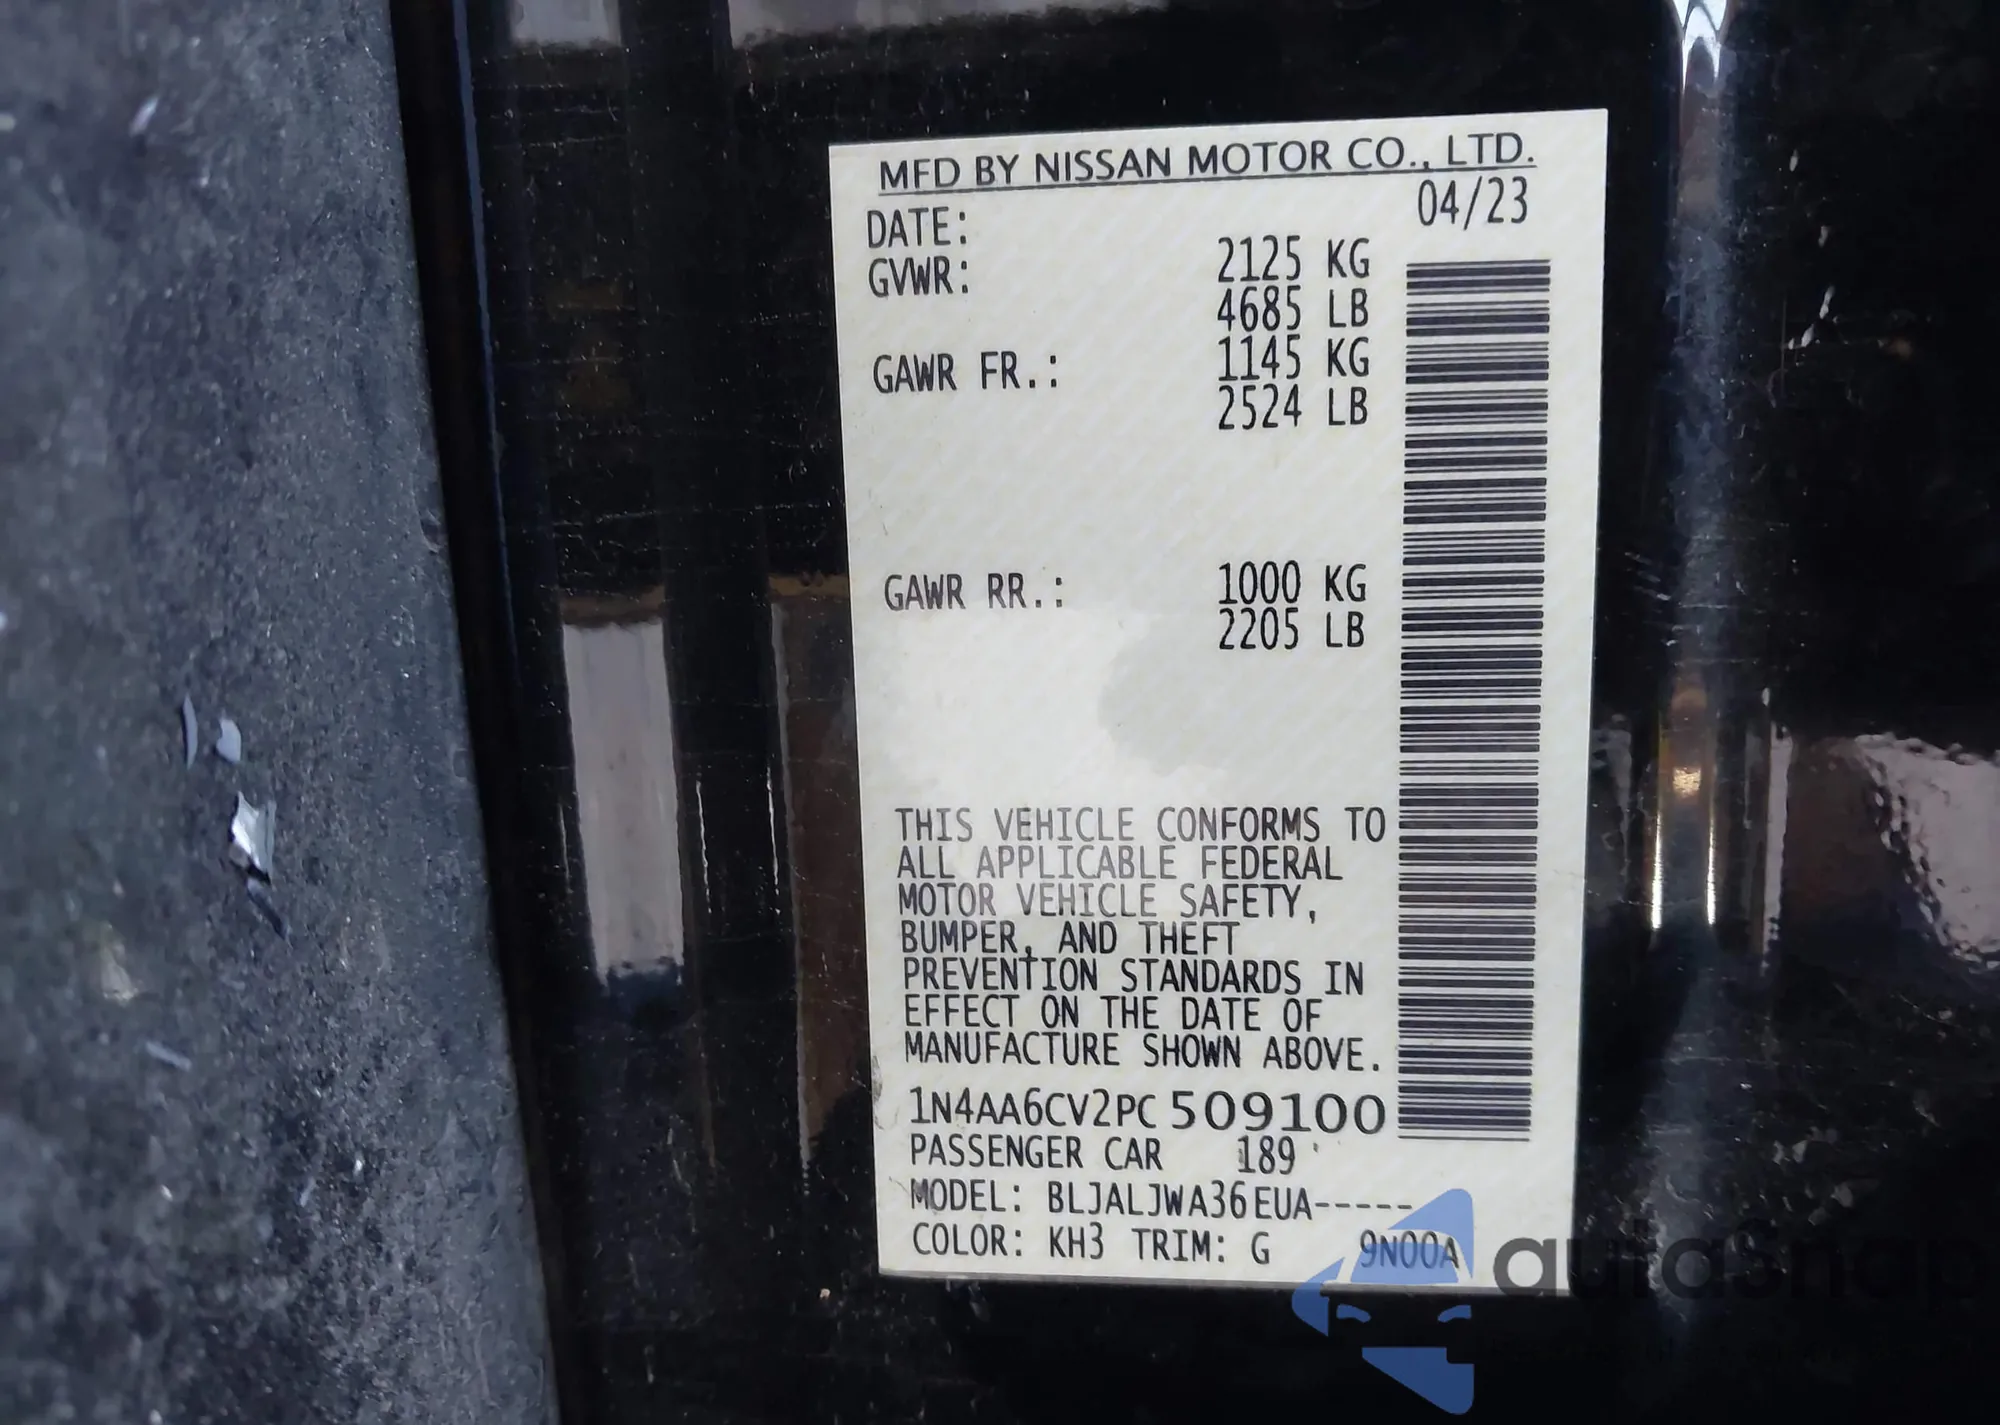 MFD BY NISSAN MOTOR CO., LTD.
DATE: 04/23
GVWR: 2125 KG
4685 LB
GAWR FR.: 1145 KG
2524 LB
GAWR RR.: 1000 KG
2205 LB
THIS VEHICLE CONFORMS TO
ALL APPLICABLE FEDERAL
MOTOR VEHICLE SAFETY,
BUMPER, AND THEFT
PREVENTION STANDARDS IN
EFFECT ON THE DATE OF
MANUFACTURE SHOWN ABOVE.
1N4AA6CV2PC509100
PASSENGER CAR 189
MODEL: BLJALJWA36EUA-----
COLOR: KH3 TRIM: G 9N00A